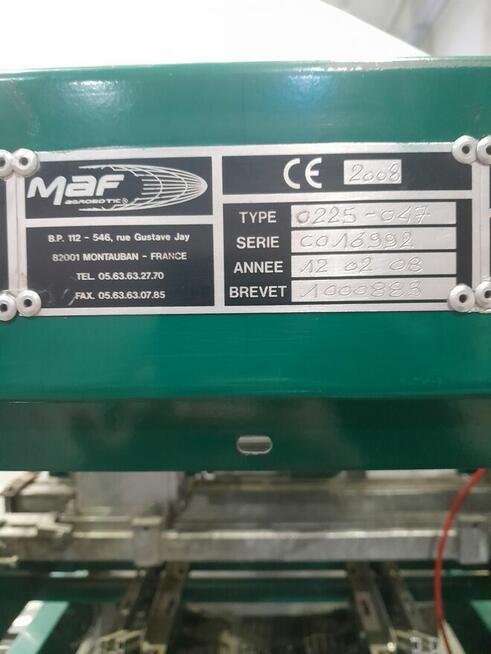 MAF
AGROBOTIC®
B.P. 112 - 546, rue Gustave Jay
82001 MONTAUBAN - FRANCE
TEL. 05.63.63.27.70
FAX. 05.63.63.07.85
CE 2008
TYPE 0225-047
SERIE C016992
ANNEE 12 02 08
BREVET 1000883